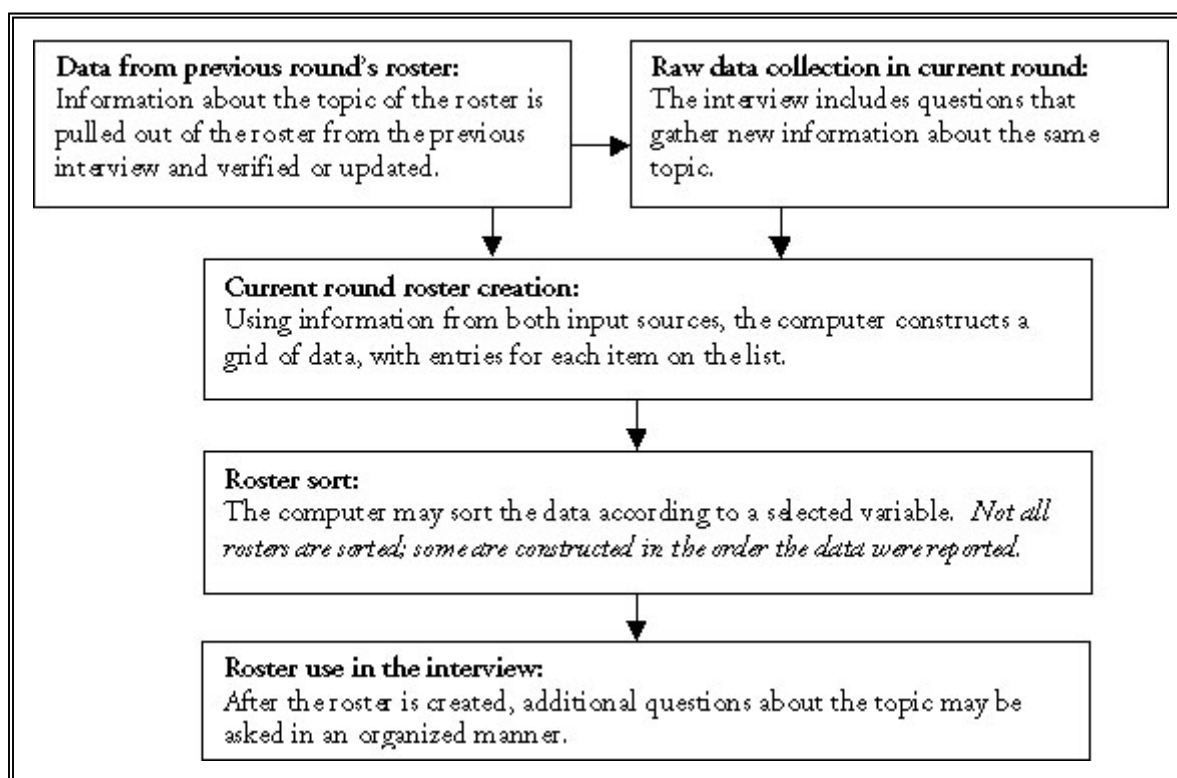 Data from previous round's roster:
Information about the topic of the roster is
pulled out of the roster from the previous
interview and verified or updated.
Raw data collection in current round:
The interview includes questions that
gather new information about the same
topic.
Current round roster creation:
Using information from both input sources, the computer constructs a
grid of data, with entries for each item on the list.
Roster sort:
The computer may sort the data according to a selected variable. Not all
rosters are sorted; some are constructed in the order the data were reported.
Roster use in the interview:
After the roster is created, additional questions about the topic may be
asked in an organized manner.